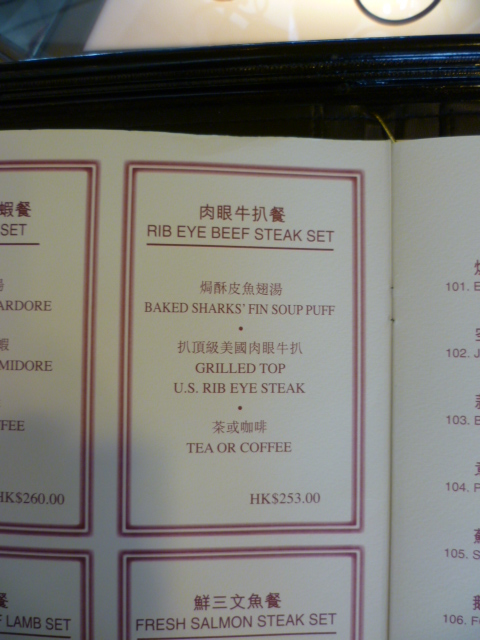 蝦餐
SET
ARDORE
蝦
MIDORE
FEE
HK$260.00
肉眼牛扒餐
RIB EYE BEEF STEAK SET
焗酥皮魚翅湯
BAKED SHARKS' FIN SOUP PUFF
•
扒頂級美國肉眼牛扒
GRILLED TOP
U.S. RIB EYE STEAK
•
茶或咖啡
TEA OR COFFEE
HK$253.00
餐
LAMB SET
鮮三文魚餐
FRESH SALMON STEAK SET
101.
102. J
103.
104.
105. S
106. F